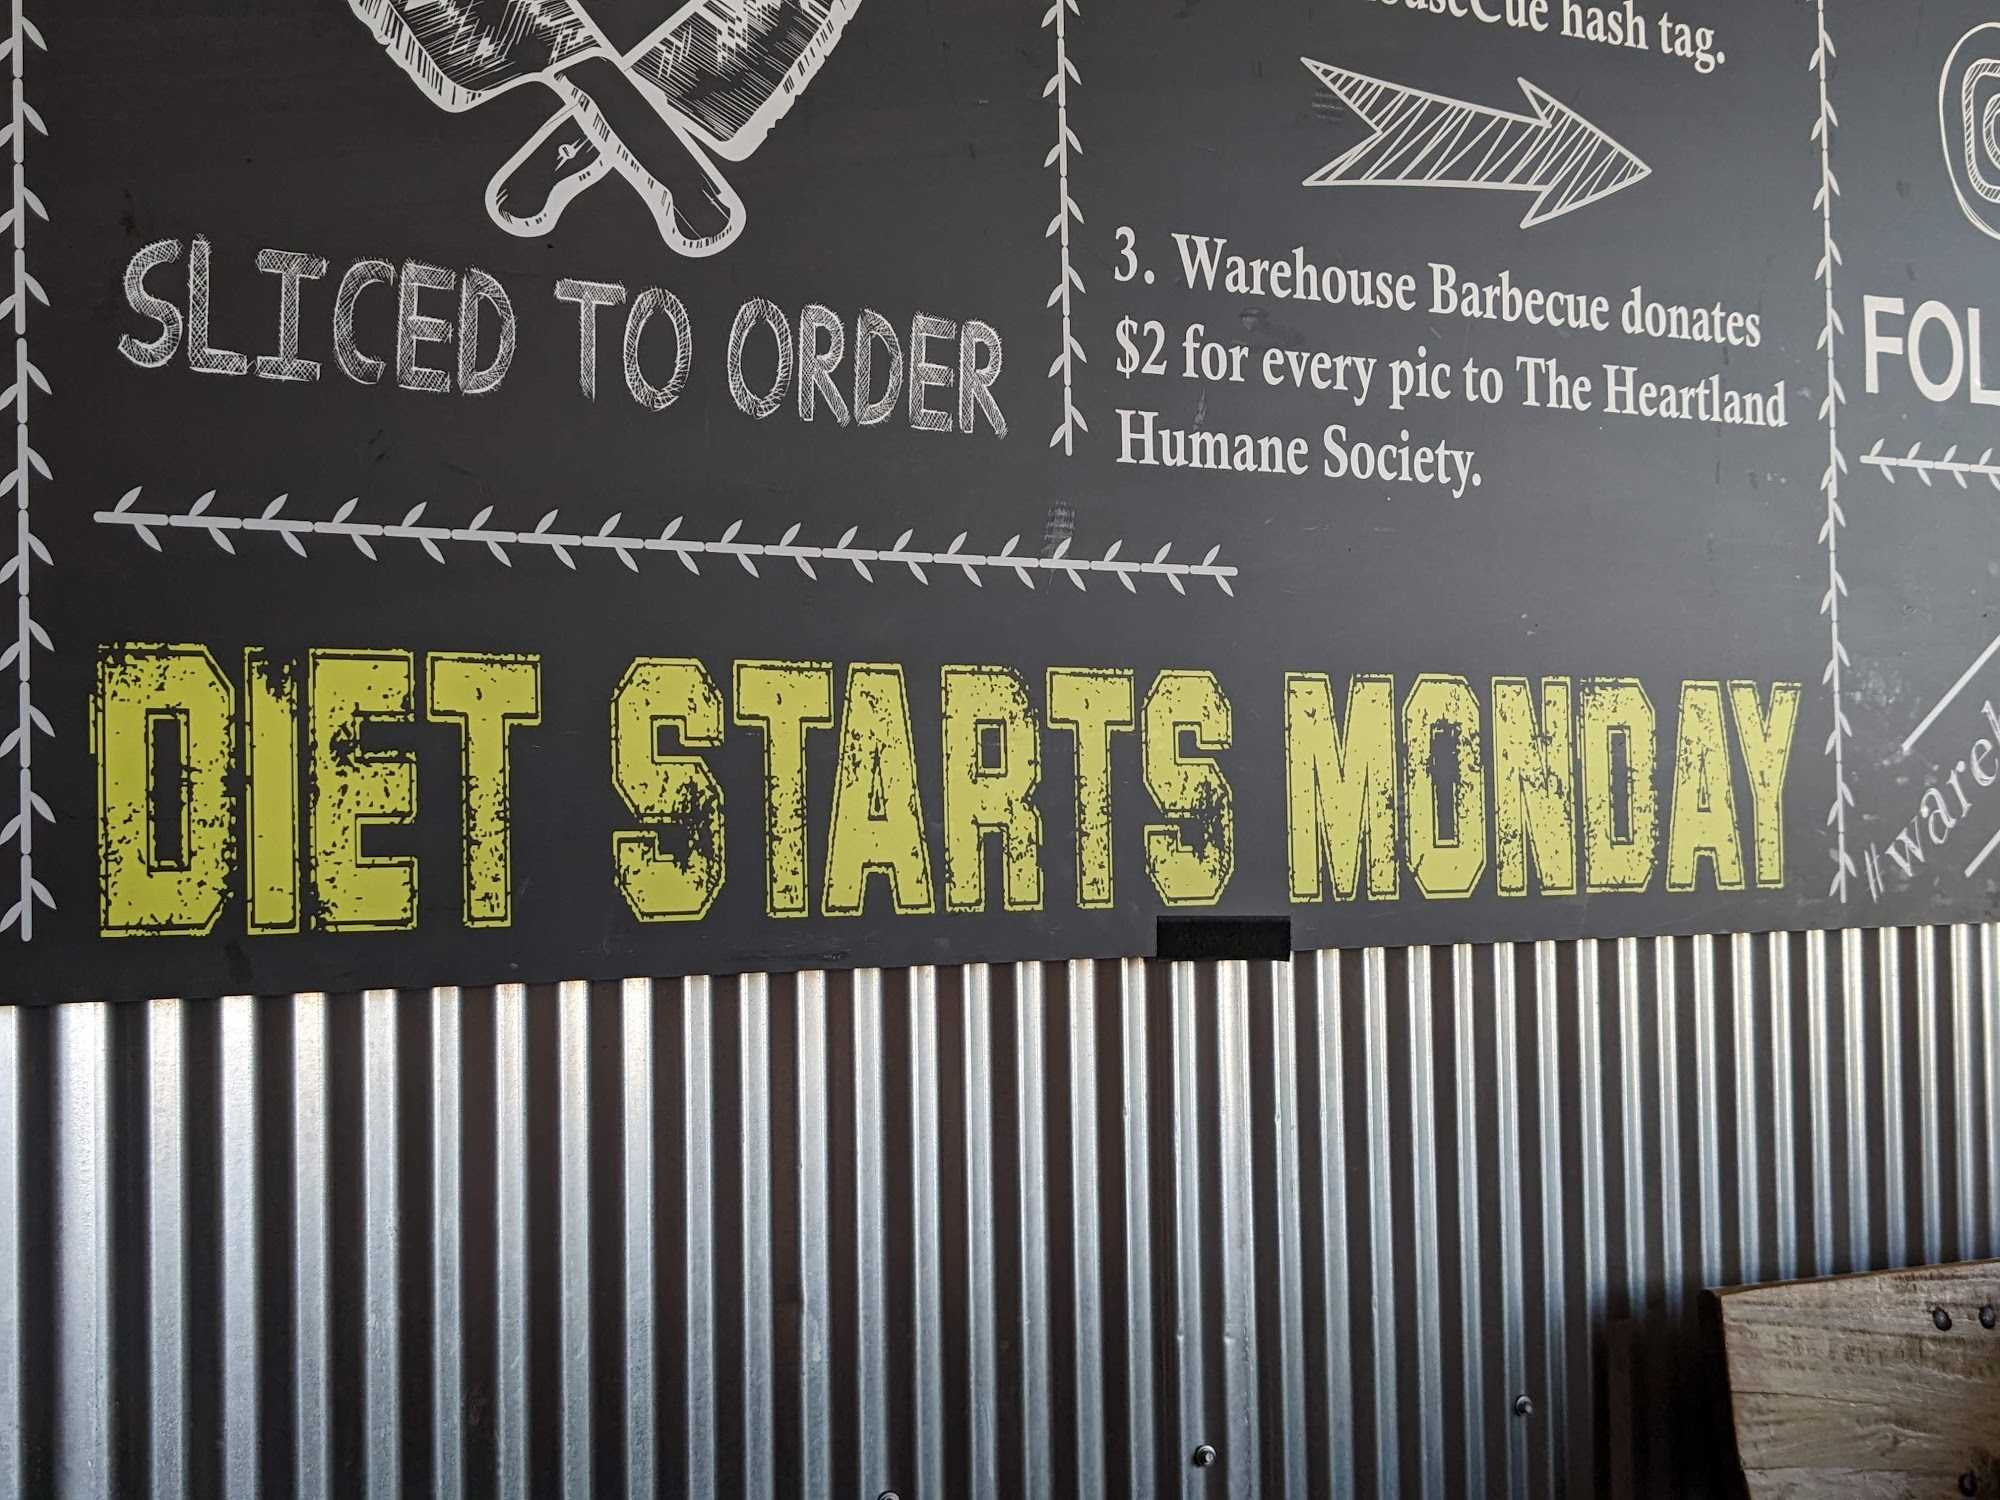 SLICED TO ORDER
hash tag.
3. Warehouse Barbecue donates
$2 for every pic to The Heartland
Humane Society.
DIET STARTS MONDAY